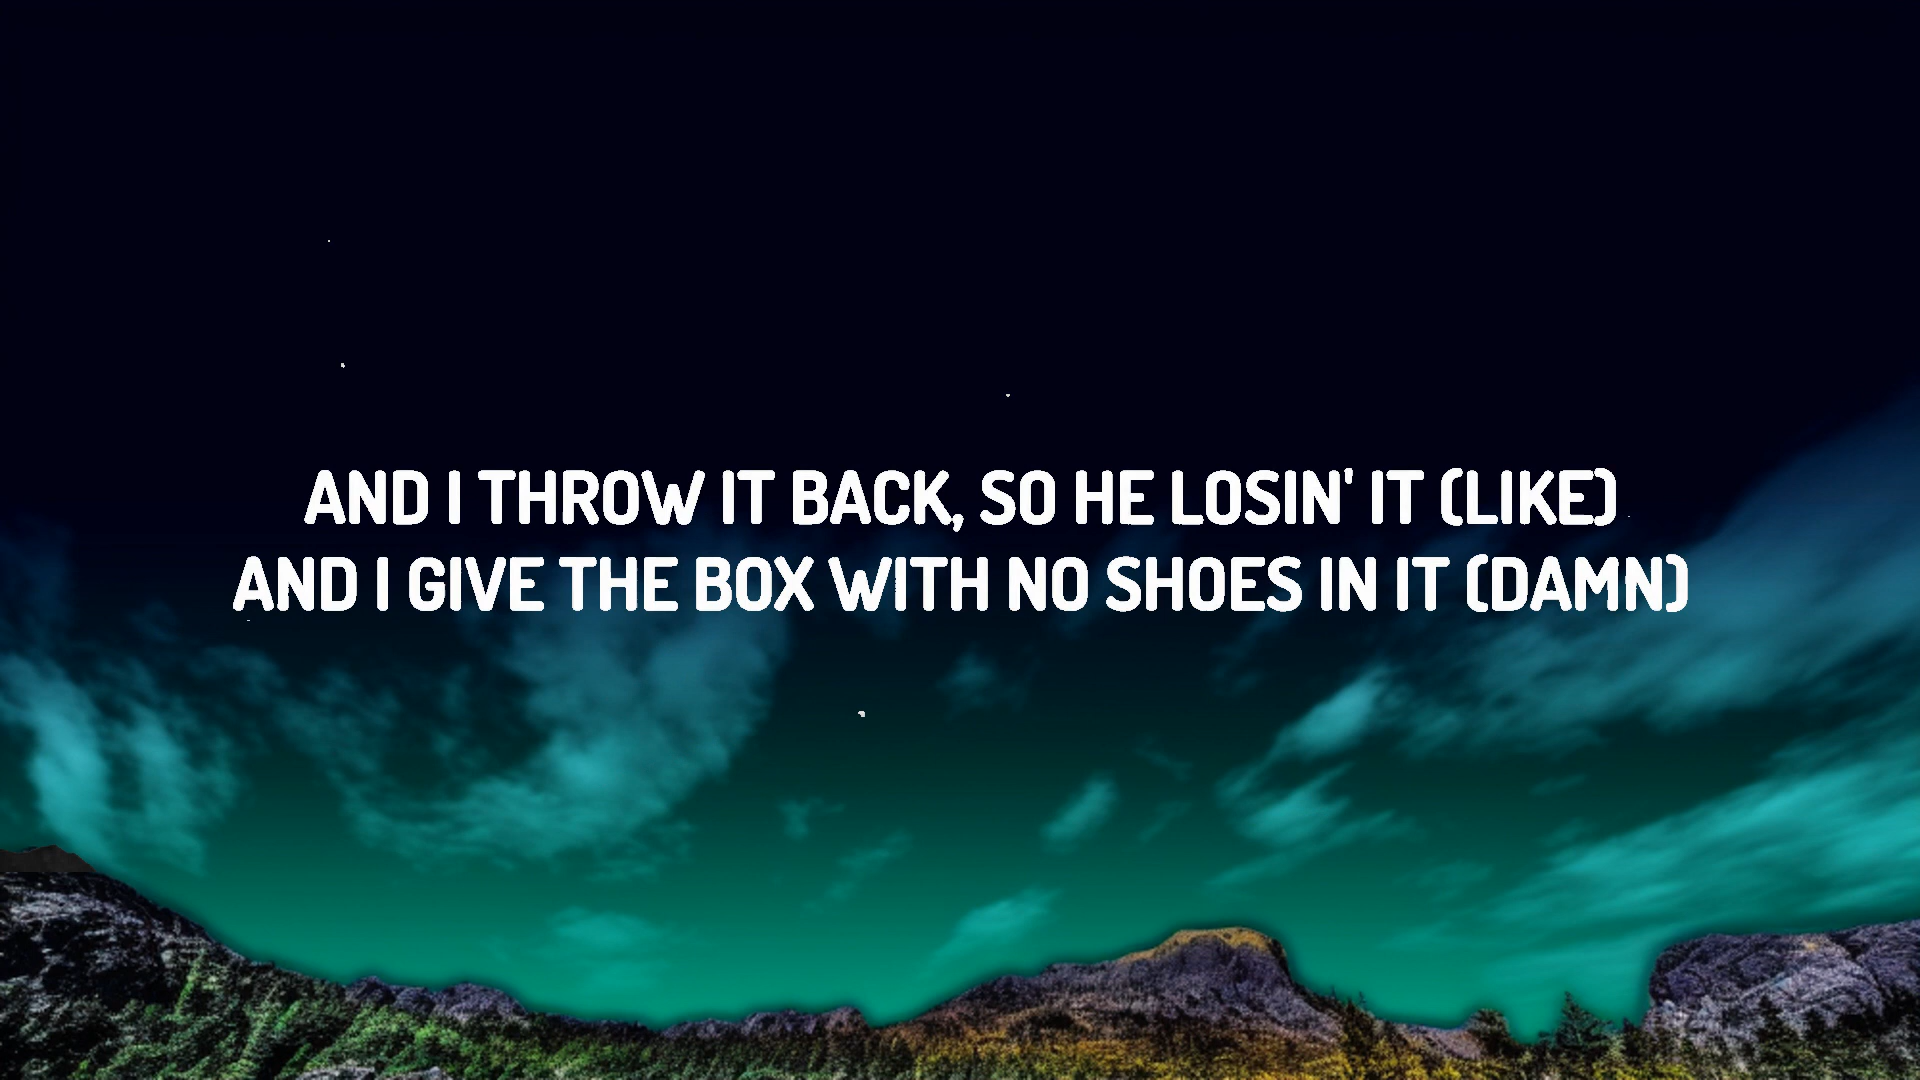 AND I THROW IT BACK, SO HE LOSIN' IT (LIKE)
AND I GIVE THE BOX WITH NO SHOES IN IT (DAMN)